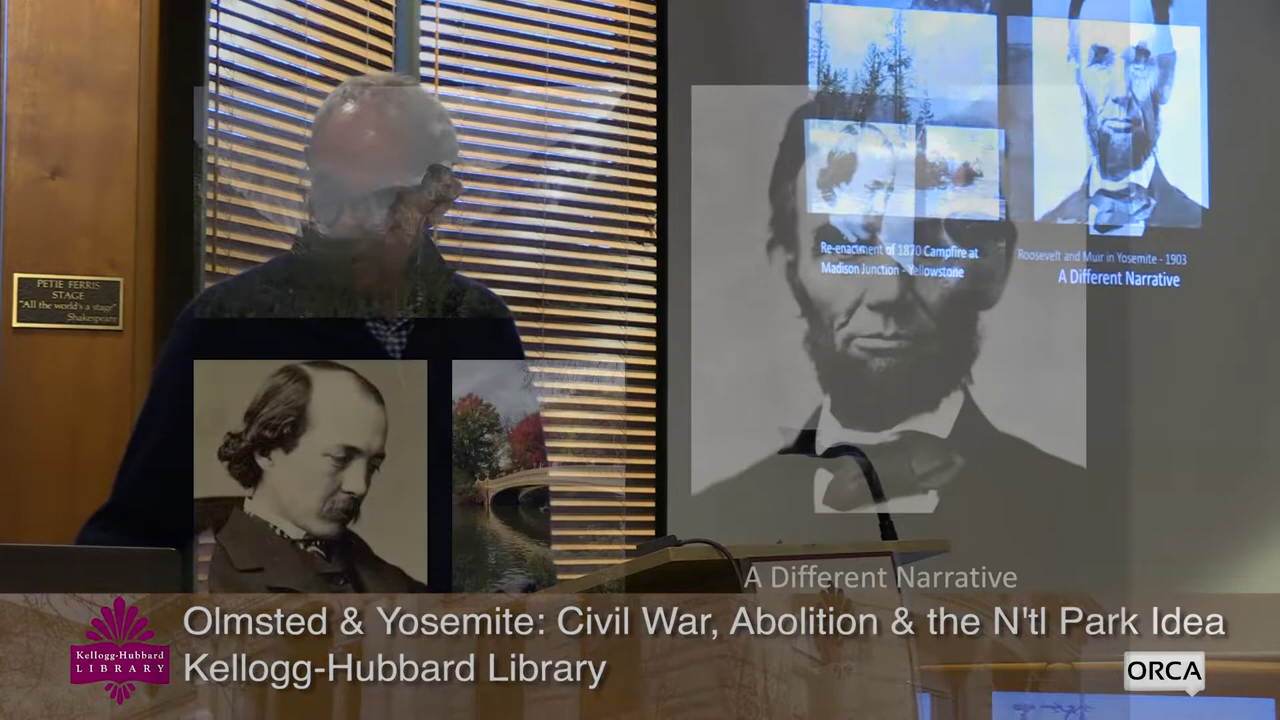 PETIE FERRIS
STAGE
"All the world's a stage"
Shakespeare
Re-enactment of 1870 Campfire at
Madison Junction - Yellowstone
Roosevelt and Muir in Yosemite - 1903
A Different Narrative
A Different Narrative
Olmsted & Yosemite: Civil War, Abolition & the N'tl Park Idea
Kellogg-Hubbard Library
Kellogg-Hubbard
LIBRARY
ORCA